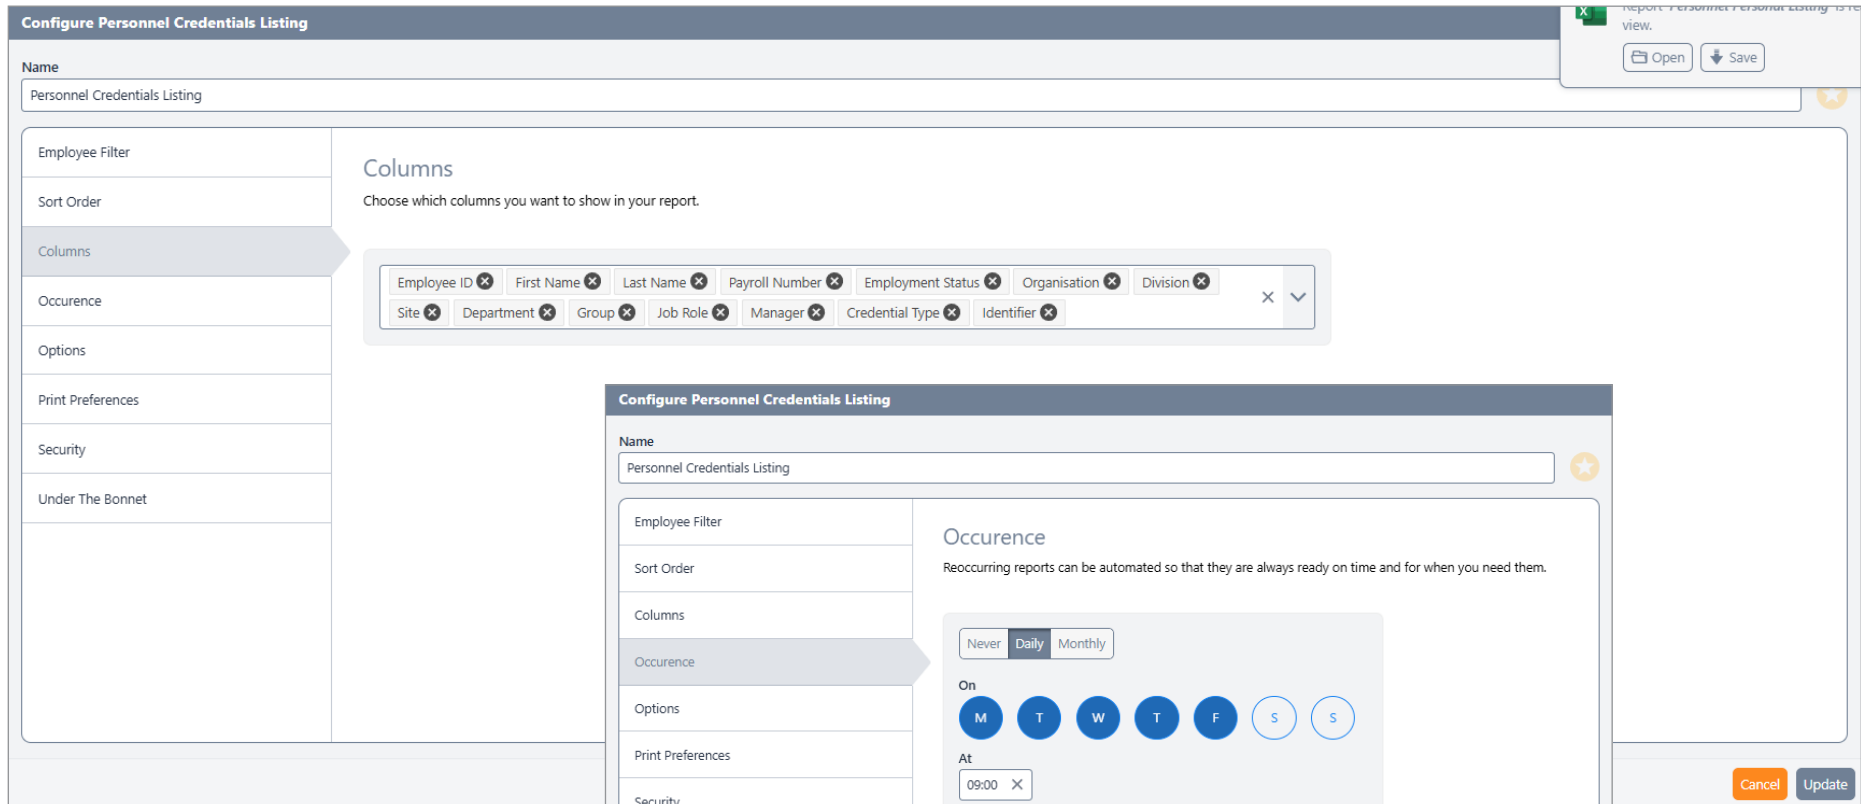 Configure Personnel Credentials Listing
Report "Personnel Personal Listing" is
view.
Open
Save
Name
Personnel Credentials Listing
Employee Filter
Sort Order
Columns
Occurence
Options
Print Preferences
Security
Under The Bonnet
Columns
Choose which columns you want to show in your report.
Employee ID First Name Last Name Payroll Number Employment Status Organisation Division
Site Department Group Job Role Manager Credential Type Identifier
Configure Personnel Credentials Listing
Name
Personnel Credentials Listing
Employee Filter
Sort Order
Columns
Occurence
Options
Print Preferences
Security
Occurence
Reoccurring reports can be automated so that they are always ready on time and for when you need them.
Never Daily Monthly
On
M T W T F S S
At
09:00
Cancel Update